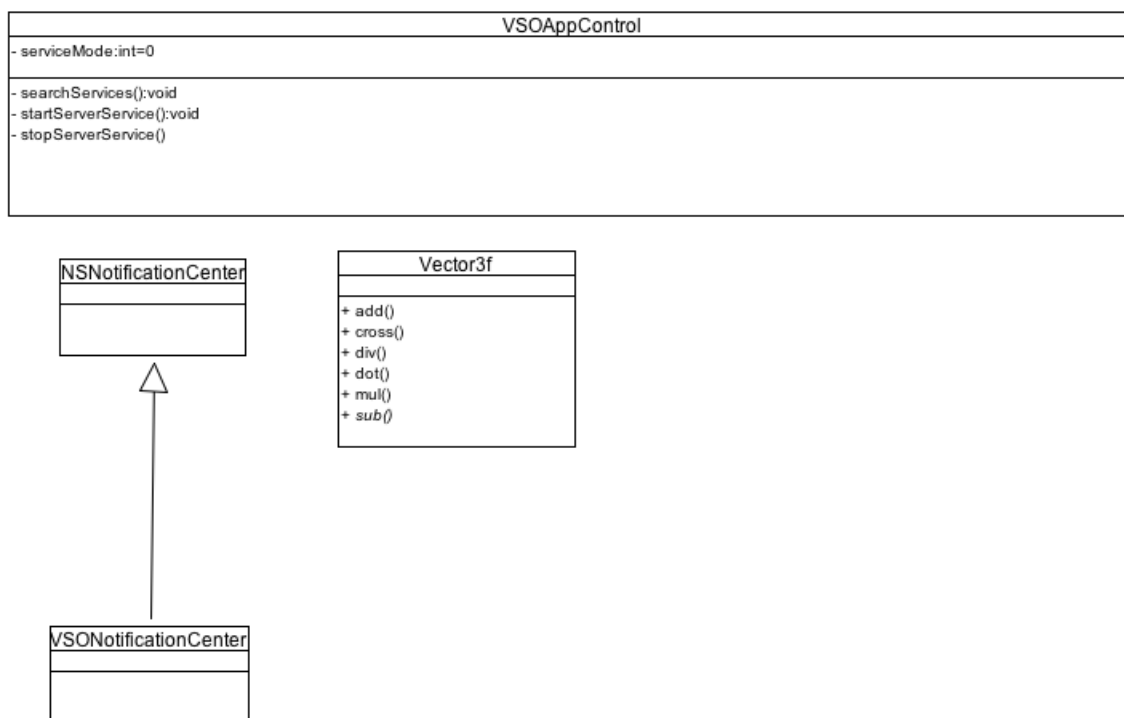 VSOAppControl
- serviceMode:int=0
- searchServices():void
- startServerService():void
- stopServerService()
NSNotificationCenter
Vector3f
+ add()
+ cross()
+ div()
+ dot()
+ mul()
+ sub()
VSONotificationCenter